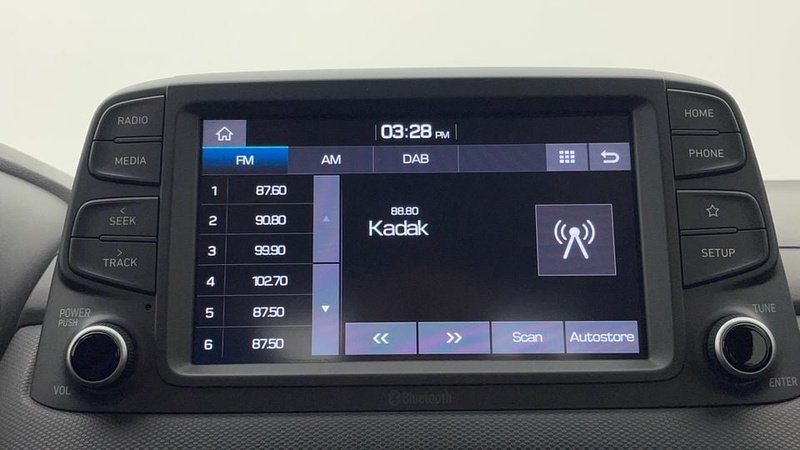 03:28 PM
FM AM DAB
1 87.60
2 90.80
3 99.90
4 102.70
5 87.50
6 87.50
88.80
Kadak
<< >> Scan Autostore
RADIO
MEDIA
< SEEK
> TRACK
POWER
PUSH
VOL
HOME
PHONE
SETUP
TUNE
ENTER
Bluetooth